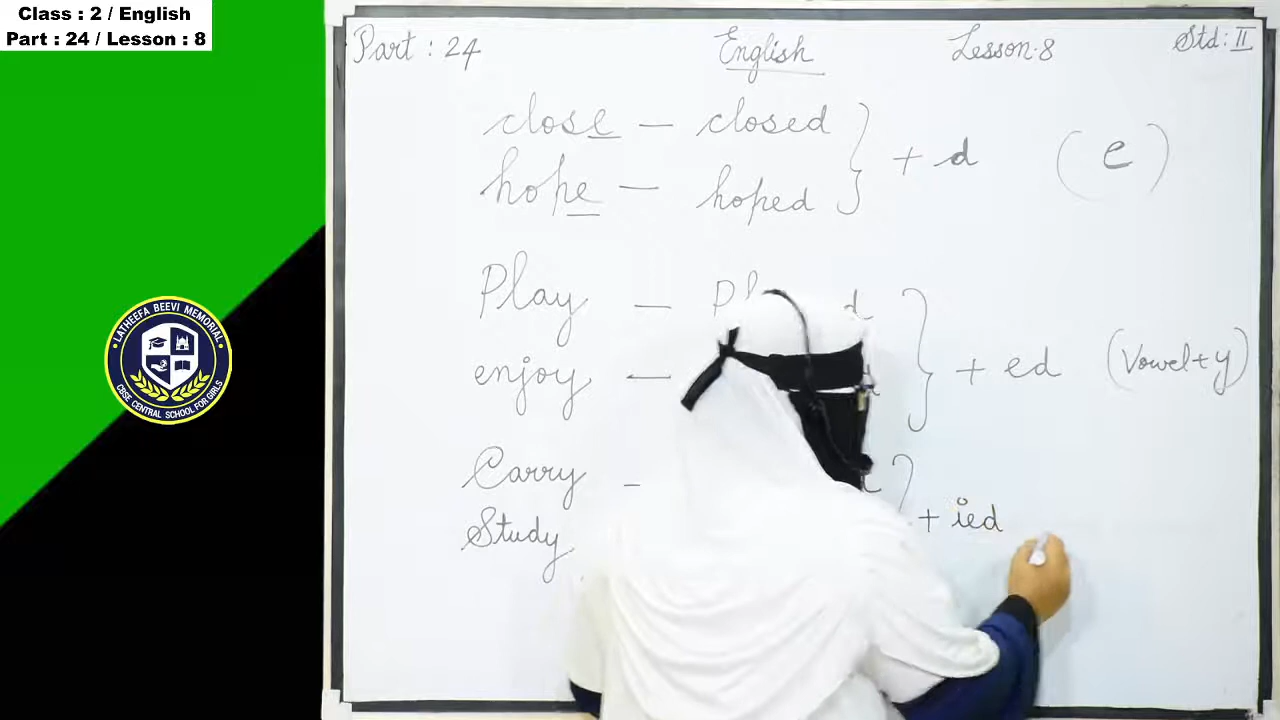 Class : 2 / English
Part : 24 / Lesson : 8
LATHEEFA BEEVI MEMORIAL
CBSE CENTRAL SCHOOL FOR GIRLS
Part : 24 English Lesson.8 Std: II
close — closed
hope — hoped
+ d (e)
Play —
enjoy —
+ ed (Vowel+y)
Carry -
Study
+ ied